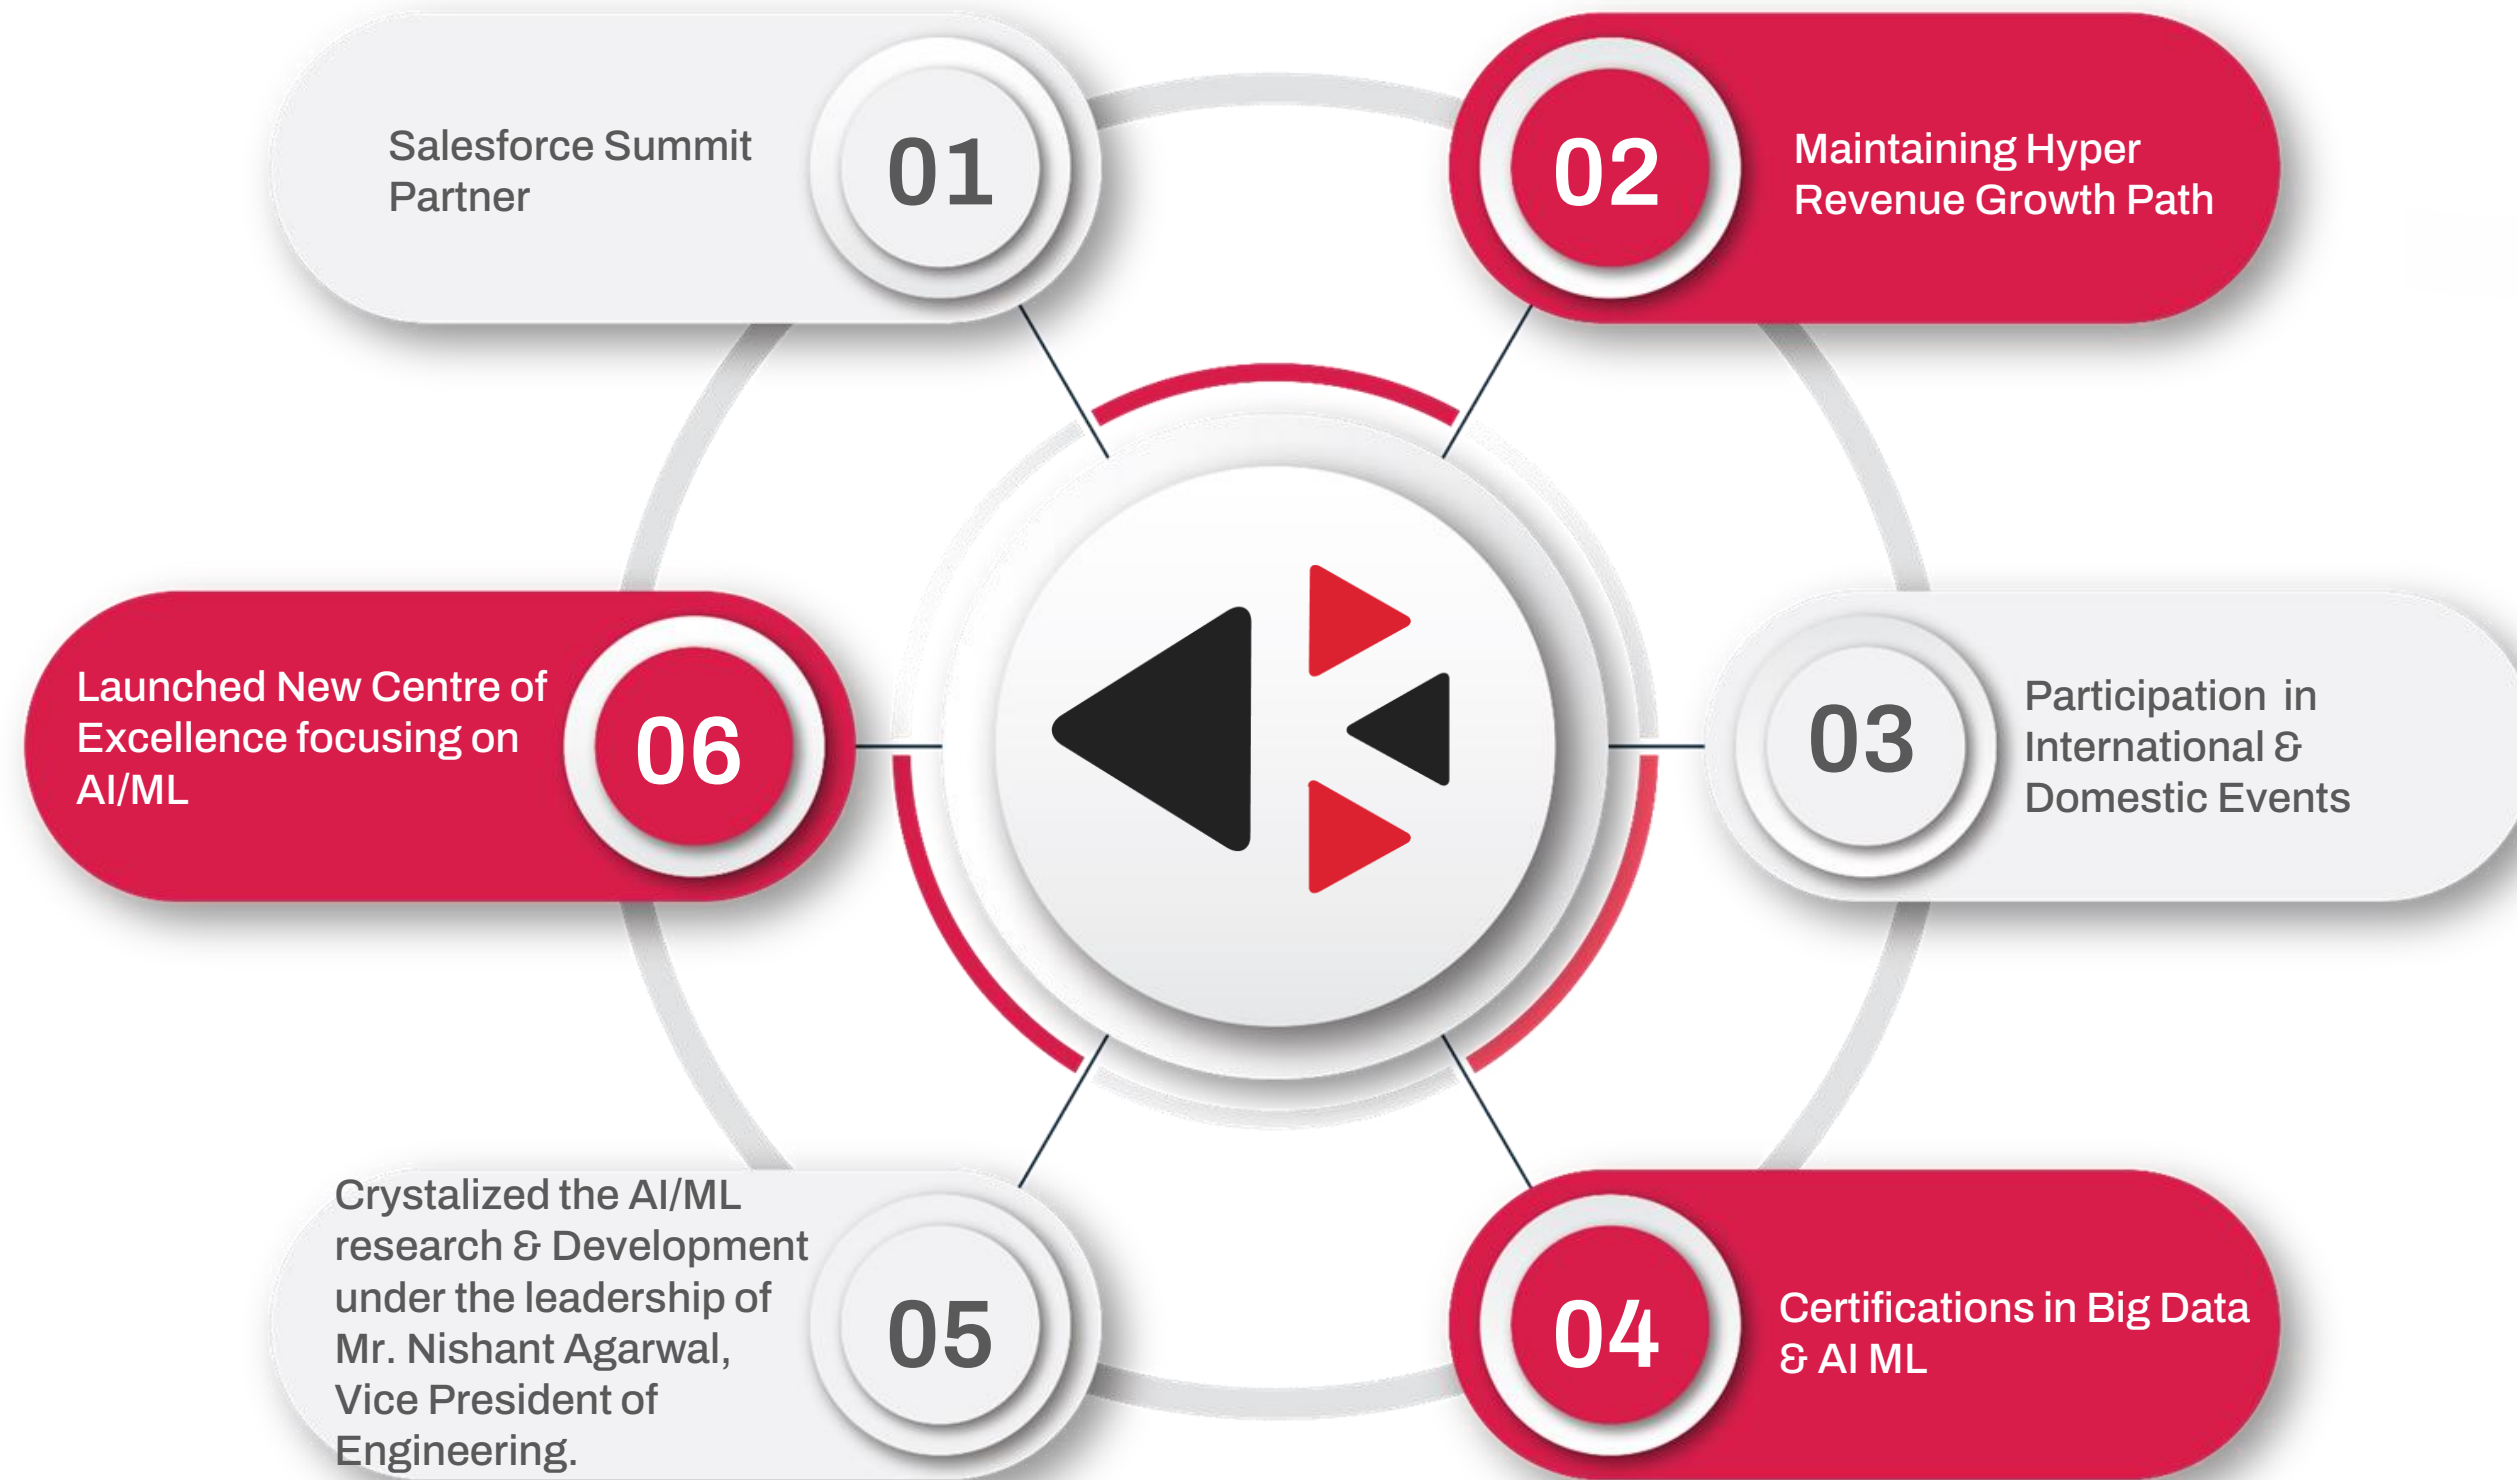 01
Salesforce Summit
Partner
02
Maintaining Hyper
Revenue Growth Path
03
Participation in
International &
Domestic Events
04
Certifications in Big Data
& AI ML
05
Crystalized the AI/ML
research & Development
under the leadership of
Mr. Nishant Agarwal,
Vice President of
Engineering.
06
Launched New Centre of
Excellence focusing on
AI/ML